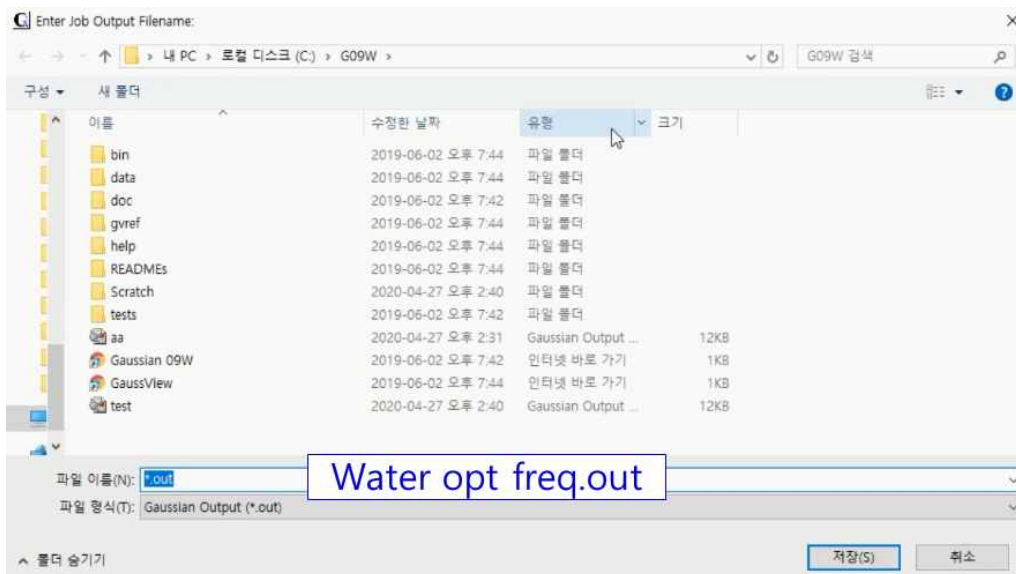 Enter Job Output Filename:
내 PC > 로컬 디스크 (C:) > G09W >
G09W 검색
구성 새 폴더
이름 수정한 날짜 유형 크기
bin 2019-06-02 오후 7:44 파일 폴더
data 2019-06-02 오후 7:44 파일 폴더
doc 2019-06-02 오후 7:42 파일 폴더
gvref 2019-06-02 오후 7:44 파일 폴더
help 2019-06-02 오후 7:44 파일 폴더
READMEs 2019-06-02 오후 7:44 파일 폴더
Scratch 2020-04-27 오후 2:40 파일 폴더
tests 2019-06-02 오후 7:42 파일 폴더
aa 2020-04-27 오후 2:31 Gaussian Output ... 12KB
Gaussian 09W 2019-06-02 오후 7:42 인터넷 바로 가기 1KB
GaussView 2019-06-02 오후 7:44 인터넷 바로 가기 1KB
test 2020-04-27 오후 2:40 Gaussian Output ... 12KB
파일 이름(N): *.out
Water opt freq.out
파일 형식(T): Gaussian Output (*.out)
폴더 숨기기
저장(S) 취소